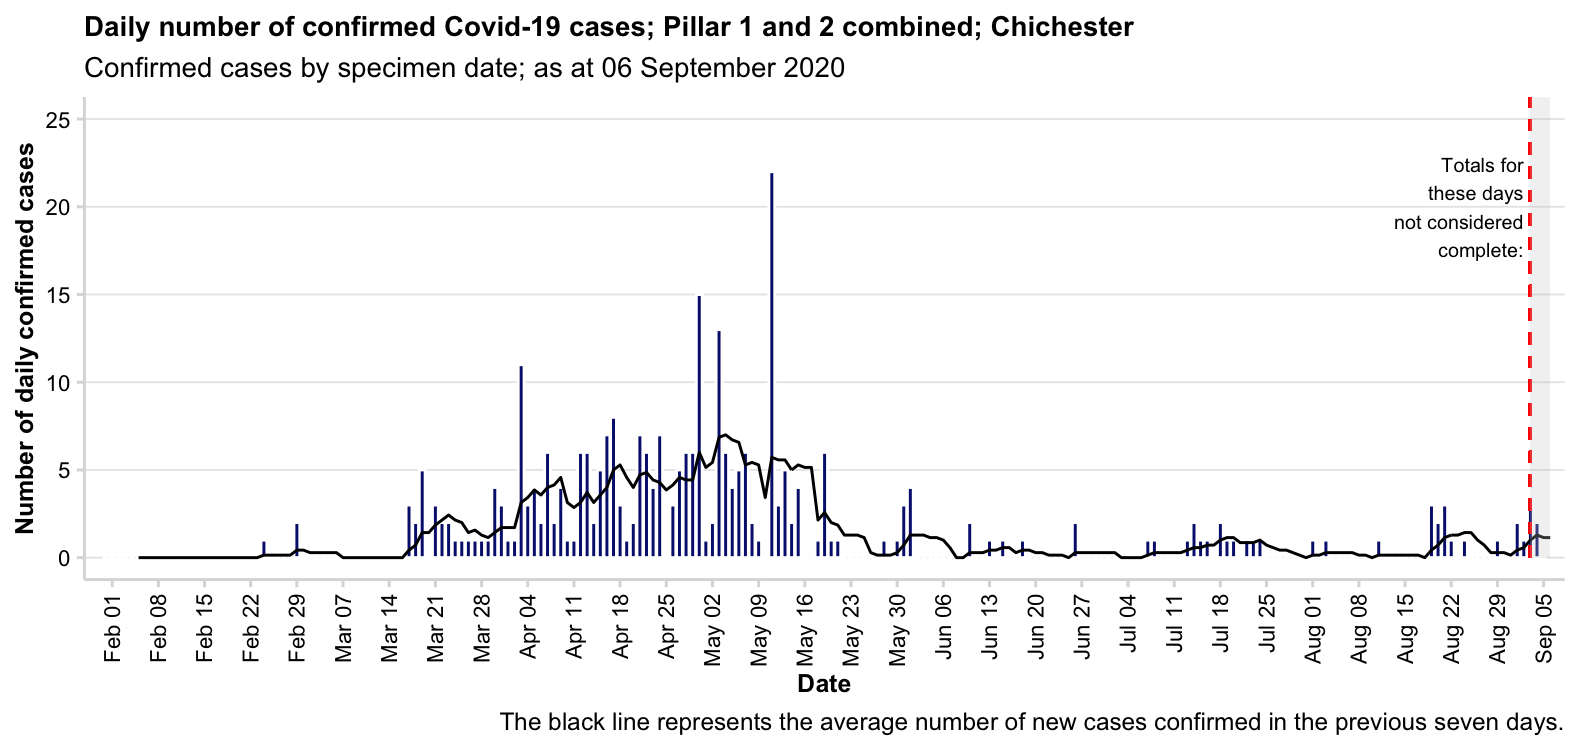 Daily number of confirmed Covid-19 cases; Pillar 1 and 2 combined; Chichester
Confirmed cases by specimen date; as at 06 September 2020
Number of daily confirmed cases
25
20
15
10
5
0
Totals for
these days
not considered
complete:
Feb 01
Feb 08
Feb 15
Feb 22
Feb 29
Mar 07
Mar 14
Mar 21
Mar 28
Apr 04
Apr 11
Apr 18
Apr 25
May 02
May 09
May 16
May 23
May 30
Jun 06
Jun 13
Jun 20
Jun 27
Jul 04
Jul 11
Jul 18
Jul 25
Aug 01
Aug 08
Aug 15
Aug 22
Aug 29
Sep 05
Date
The black line represents the average number of new cases confirmed in the previous seven days.